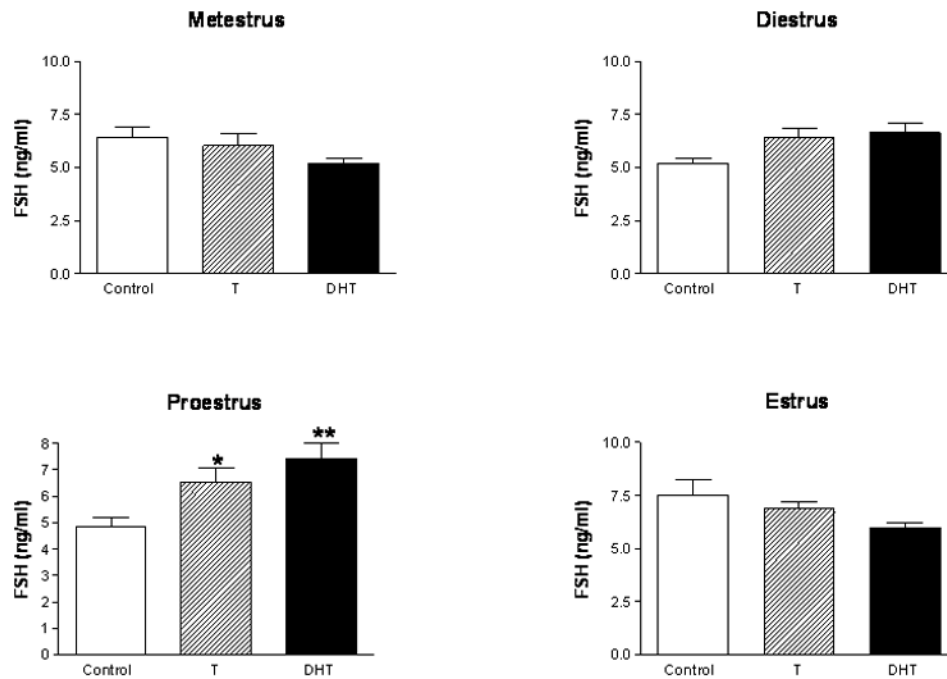 Metestrus
FSH (ng/ml)
10.0
7.5
5.0
2.5
0.0
Control T DHT
Diestrus
FSH (ng/ml)
10.0
7.5
5.0
2.5
0.0
Control T DHT
Proestrus
FSH (ng/ml)
8
7
6
5
4
3
2
1
0
* **
Control T DHT
Estrus
FSH (ng/ml)
10.0
7.5
5.0
2.5
0.0
Control T DHT